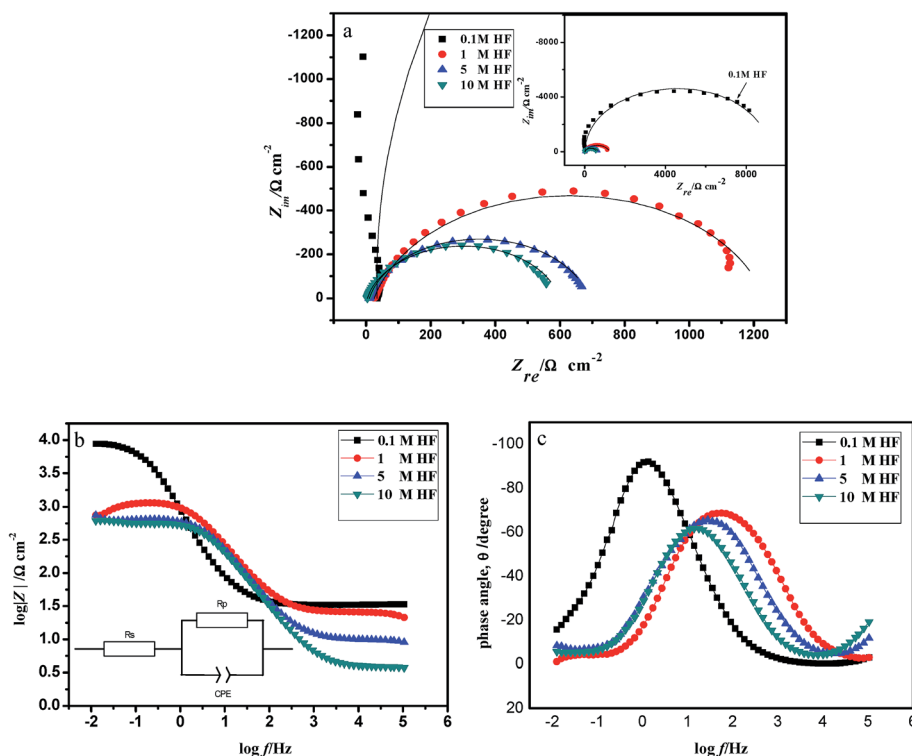 a
-1300
-1200
-1000
-800
-600
-400
-200
0
Z_im/Ω cm^-2
0 200 400 600 800 1000 1200
Z_re/Ω cm^-2
0.1M HF
1 M HF
5 M HF
10 M HF
-10000
-8000
-4000
0
Z_im/Ω cm^-2
0.1M HF
0 4000 8000
Z_re/Ω cm^-2
b
4.0
3.5
3.0
2.5
2.0
1.5
1.0
0.5
0.0
log|Z| /Ω cm^-2
0.1 M HF
1 M HF
5 M HF
10 M HF
Rs
Rp
CPE
-2 -1 0 1 2 3 4 5 6
log f/Hz
c
-100
-80
-60
-40
-20
0
20
phase angle, θ /degree
0.1 M HF
1 M HF
5 M HF
10 M HF
-2 -1 0 1 2 3 4 5 6
log f/Hz